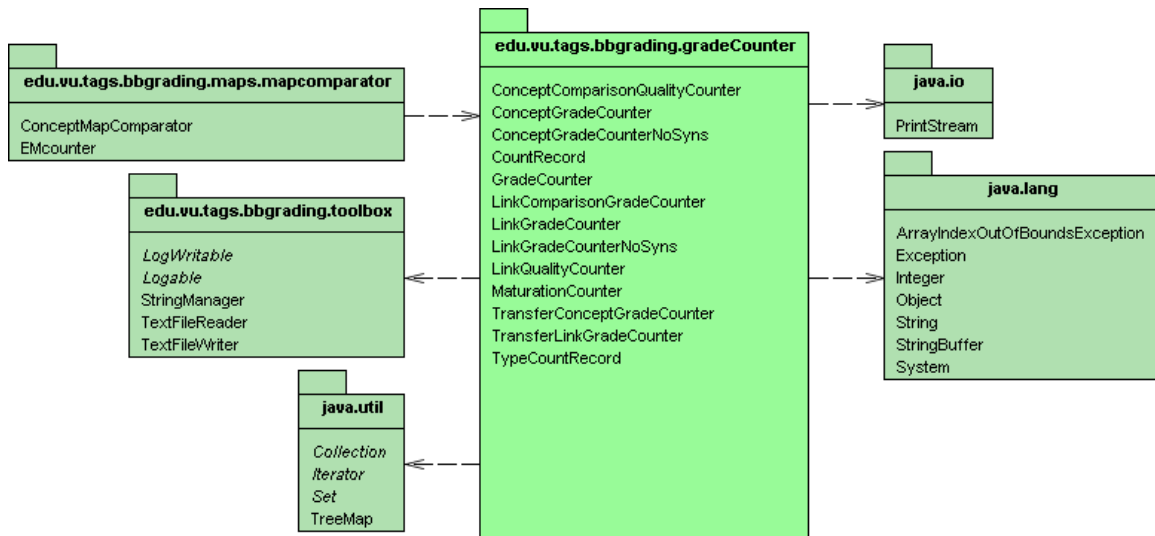 edu.vu.tags.bbgrading.maps.mapcomparator
ConceptMapComparator
EMcounter
edu.vu.tags.bbgrading.toolbox
LogWritable
Logable
StringManager
TextFileReader
TextFileWriter
java.util
Collection
Iterator
Set
TreeMap
edu.vu.tags.bbgrading.gradeCounter
ConceptComparisonQualityCounter
ConceptGradeCounter
ConceptGradeCounterNoSyns
CountRecord
GradeCounter
LinkComparisonGradeCounter
LinkGradeCounter
LinkGradeCounterNoSyns
LinkQualityCounter
MaturationCounter
TransferConceptGradeCounter
TransferLinkGradeCounter
TypeCountRecord
java.io
PrintStream
java.lang
ArrayIndexOutOfBoundsException
Exception
Integer
Object
String
StringBuffer
System